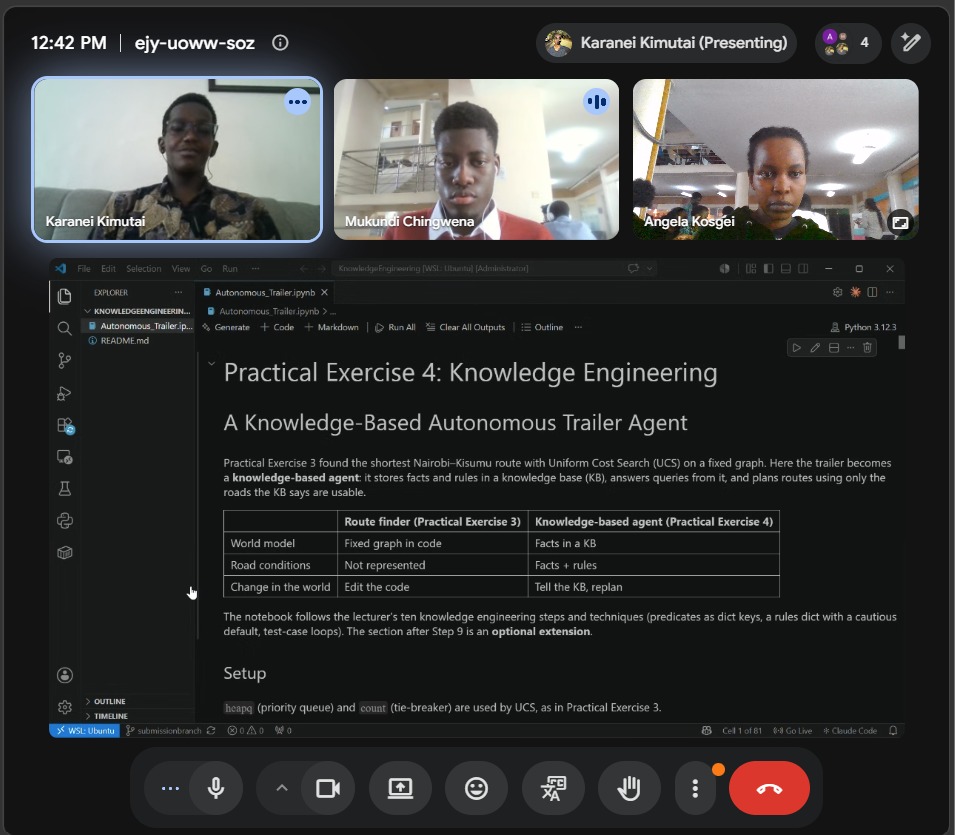 12:42 PM | ejy-uoww-soz
Karanei Kimutai (Presenting)
A
4
Karanei Kimutai
Mukundi Chingwena
Angela Kosgei
File Edit Selection View Go Run ···
KnowledgeEngineering [WSL: Ubuntu] [Administrator]
EXPLORER
Autonomous_Trailer.ipynb
KNOWLEDGEENGINEERIN...
Autonomous_Trailer.ipynb > ...
Autonomous_Trailer.ip...
README.md
Generate + Code + Markdown Run All Clear All Outputs Outline ···
Python 3.12.3
Practical Exercise 4: Knowledge Engineering
A Knowledge-Based Autonomous Trailer Agent
Practical Exercise 3 found the shortest Nairobi–Kisumu route with Uniform Cost Search (UCS) on a fixed graph. Here the trailer becomes
a knowledge-based agent: it stores facts and rules in a knowledge base (KB), answers queries from it, and plans routes using only the
roads the KB says are usable.
Route finder (Practical Exercise 3) Knowledge-based agent (Practical Exercise 4)
World model Fixed graph in code Facts in a KB
Road conditions Not represented Facts + rules
Change in the world Edit the code Tell the KB, replan
The notebook follows the lecturer's ten knowledge engineering steps and techniques (predicates as dict keys, a rules dict with a cautious
default, test-case loops). The section after Step 9 is an optional extension.
Setup
heapq (priority queue) and count (tie-breaker) are used by UCS, as in Practical Exercise 3.
OUTLINE
TIMELINE
WSL: Ubuntu submissionbranch 0 0 0
Cell 1 of 81 Go Live Claude Code